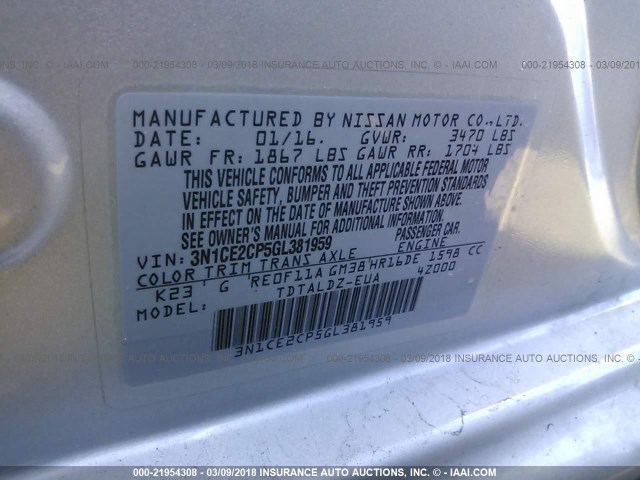 000-21954308 - 03/09/2018 - INSURANCE AUTO AUCTIONS, INC. - © - WWW.IAAI.COM
MANUFACTURED BY NISSAN MOTOR CO.,LTD.
DATE: 01/16. GVWR: 3470 LBS
GAWR FR: 1867 LBS GAWR RR: 1704 LBS
THIS VEHICLE CONFORMS TO ALL APPLICABLE FEDERAL MOTOR
VEHICLE SAFETY, BUMPER AND THEFT PREVENTION STANDARDS
IN EFFECT ON THE DATE OF MANUFACTURE SHOWN ABOVE.
SEE OWNER'S MANUAL FOR ADDITIONAL INFORMATION.
VIN: 3N1CE2CP5GL381959 PASSENGER CAR.
COLOR TRIM TRANS AXLE ENGINE
K23 G RE0F11A GM38 HR16DE 1598 CC
MODEL: TDTALDZ-EUA 4Z000
3N1CE2CP5GL381959
000-21954308 - 03/09/2018 - INSURANCE AUTO AUCTIONS, INC. - © - WWW.IAAI.COM